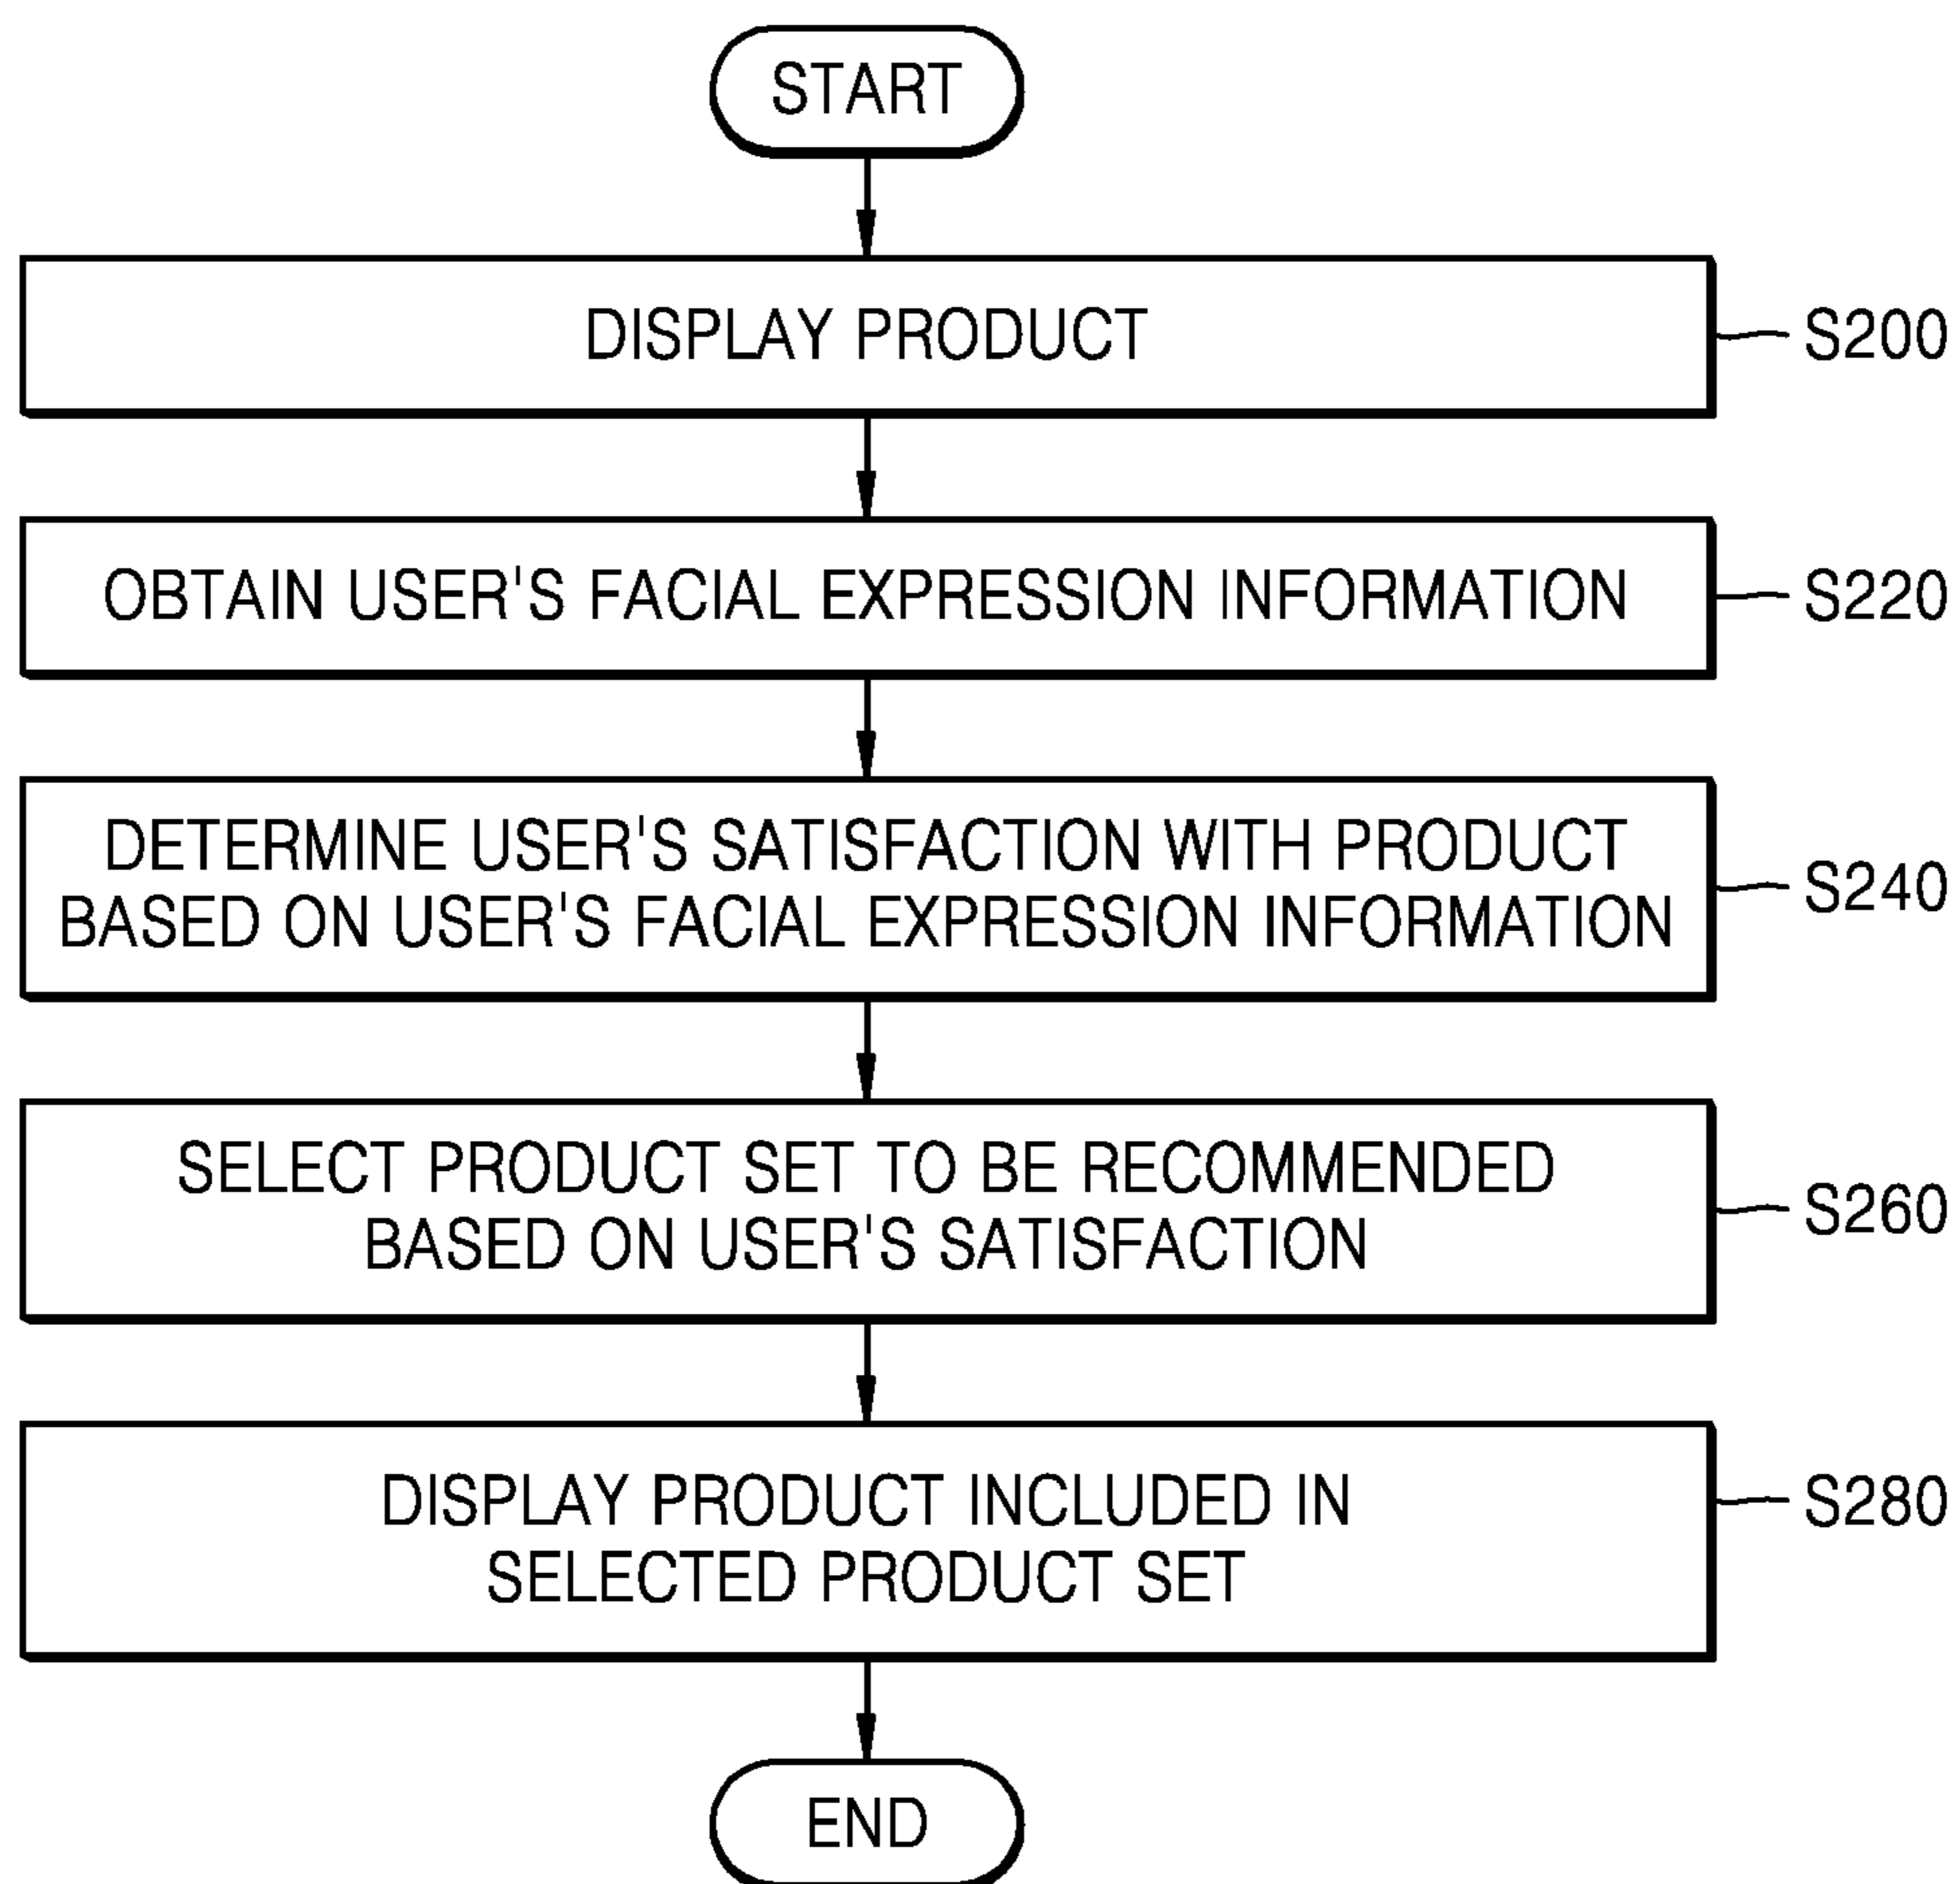 START
DISPLAY PRODUCT
S200
OBTAIN USER'S FACIAL EXPRESSION INFORMATION
S220
DETERMINE USER'S SATISFACTION WITH PRODUCT
BASED ON USER'S FACIAL EXPRESSION INFORMATION
S240
SELECT PRODUCT SET TO BE RECOMMENDED
BASED ON USER'S SATISFACTION
S260
DISPLAY PRODUCT INCLUDED IN
SELECTED PRODUCT SET
S280
END